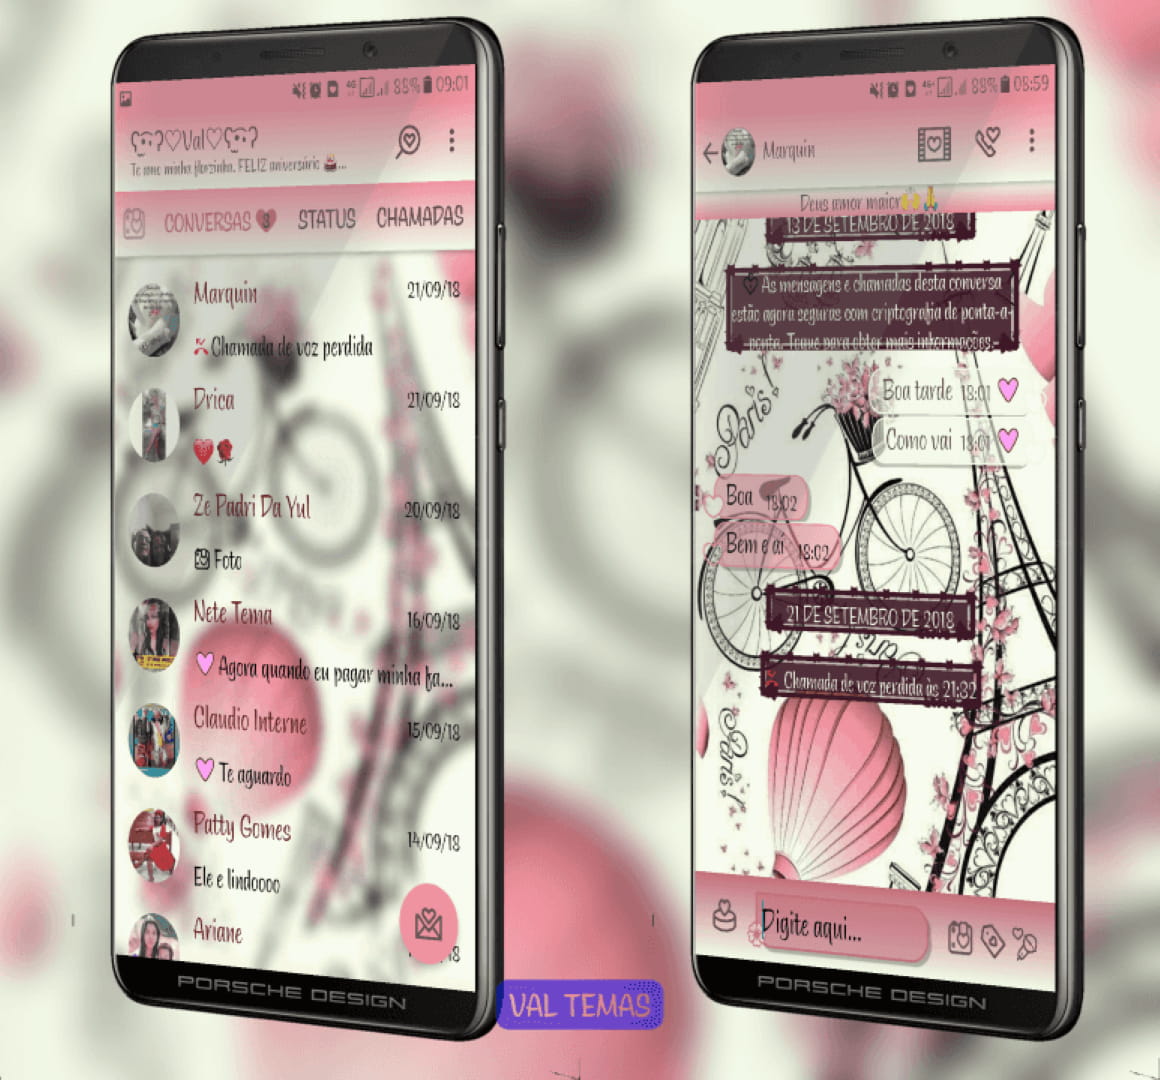 88% 09:01
Val
Te amo minha florzinha. FELIZ aniversário 🎂...
CONVERSAS STATUS CHAMADAS
Marquin 21/09/18
Chamada de voz perdida
Drica 21/09/18
❤️🌹
Ze Padri Da Yul 20/09/18
Foto
Nete Tema 16/09/18
Agora quando eu pagar minha fa...
Claudio Interne 15/09/18
Te aguardo
Patty Gomes 14/09/18
Ele e lindoooo
Ariane
PORSCHE DESIGN
88% 08:59
Marquin
Deus amor maior🙌🙏
13 DE SETEMBRO DE 2018
As mensagens e chamadas desta conversa
estão agora seguras com criptografia de ponta-a-
ponta. Toque para obter mais informações.
Boa tarde 18:01
Como vai 18:01
Paris!
Boa 18:02
Bem e ai 18:02
21 DE SETEMBRO DE 2018
Paris
Chamada de voz perdida às 21:32
Paris!
Digite aqui...
PORSCHE DESIGN
VAL TEMAS